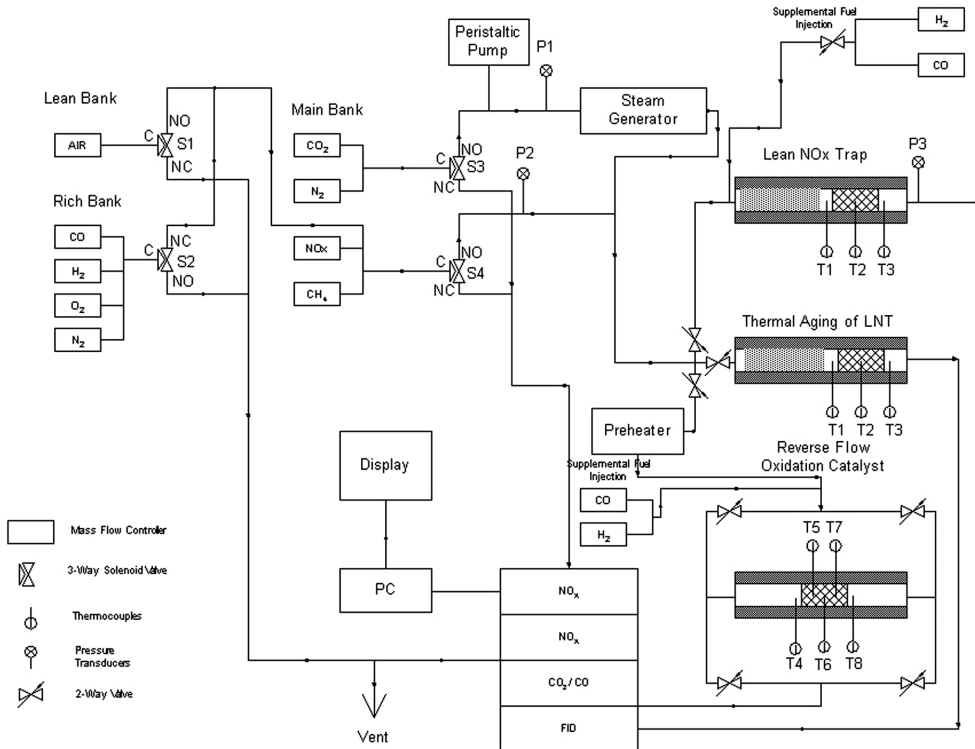 Supplemental Fuel
Injection
H2
CO
Peristaltic
Pump
P1
Steam
Generator
Lean Bank
AIR
C
NO
S1
NC
Main Bank
CO2
N2
C
NO
S3
NC
P2
Lean NOx Trap
P3
T1
T2
T3
Rich Bank
CO
H2
O2
N2
C
NC
S2
NO
NOx
CH4
C
NO
S4
NC
Thermal Aging of LNT
T1
T2
T3
Preheater
Reverse Flow
Oxidation Catalyst
Supplemental Fuel
Injection
CO
H2
Display
PC
T5
T7
T4
T6
T8
NOx
NOx
CO2/CO
FID
Vent
Mass Flow Controller
3-Way Solenoid Valve
Thermocouples
Pressure
Transducers
2-Way Valve